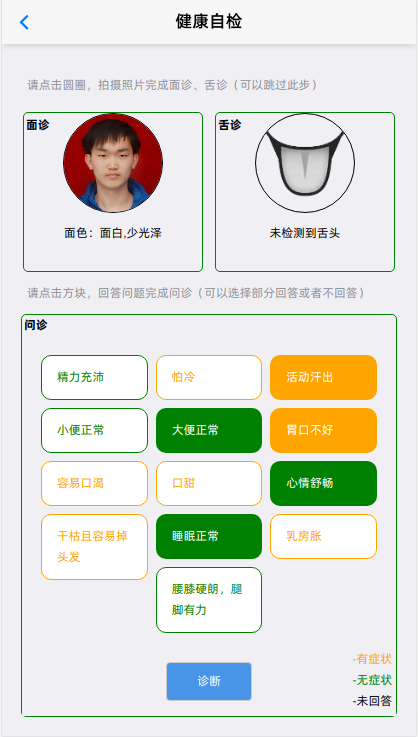 健康自检
请点击圆圈，拍摄照片完成面诊、舌诊（可以跳过此步）
面诊
舌诊
面色：面白,少光泽
未检测到舌头
请点击方块，回答问题完成问诊（可以选择部分回答或者不回答）
问诊
精力充沛
怕冷
活动汗出
小便正常
大便正常
胃口不好
容易口渴
口甜
心情舒畅
干枯且容易掉
头发
睡眠正常
乳房胀
腰膝硬朗，腿
脚有力
诊断
-有症状
-无症状
-未回答